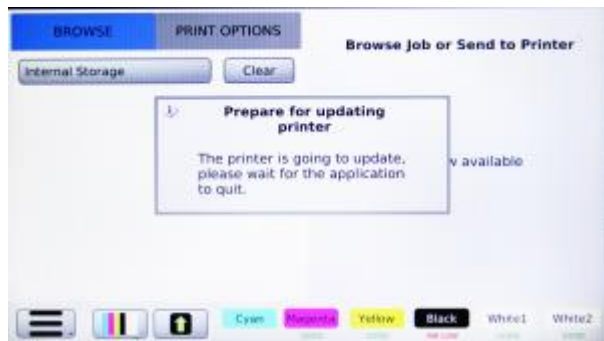 BROWSE
PRINT OPTIONS
Browse Job or Send to Printer
Internal Storage
Clear
Prepare for updating
printer
The printer is going to update,
please wait for the application
to quit.
available
Cyan
Magenta
Yellow
Black
White1
White2